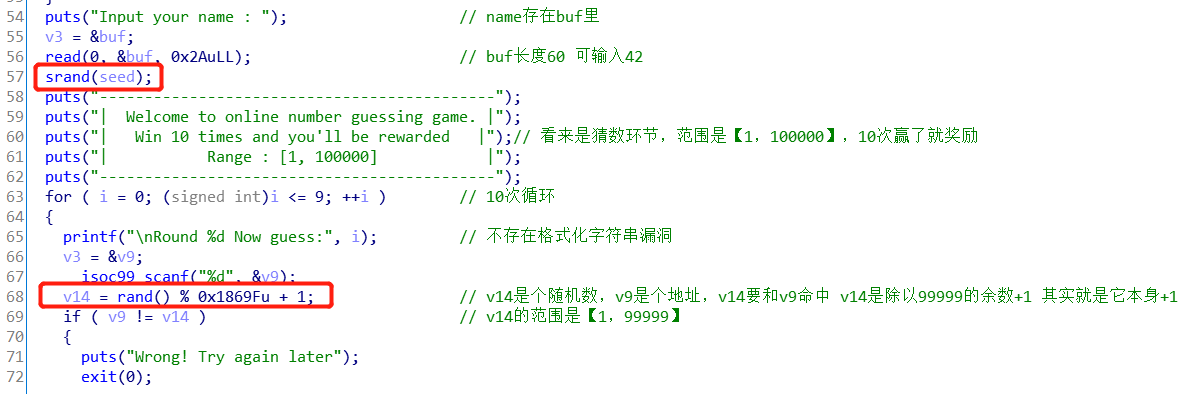 54 puts("Input your name : "); // name存在buf里
55 v3 = &buf;
56 read(0, &buf, 0x2AuLL); // buf长度60 可输入42
57 srand(seed);
58 puts("-------------------------------------------");
59 puts("|  Welcome to online number guessing game. |");
60 puts("|   Win 10 times and you'll be rewarded   |");// 看来是猜数环节，范围是【1，100000】，10次赢了就奖励
61 puts("|           Range : [1, 100000]            |");
62 puts("-------------------------------------------");
63 for ( i = 0; (signed int)i <= 9; ++i ) // 10次循环
64 {
65 printf("\nRound %d Now guess:", i); // 不存在格式化字符串漏洞
66 v3 = &v9;
67 isoc99_scanf("%d", &v9);
68 v14 = rand() % 0x1869Fu + 1; // v14是个随机数，v9是个地址，v14要和v9命中 v14是除以99999的余数+1 其实就是它本身+1
69 if ( v9 != v14 ) // v14的范围是【1，99999】
70 {
71 puts("Wrong! Try again later");
72 exit(0);